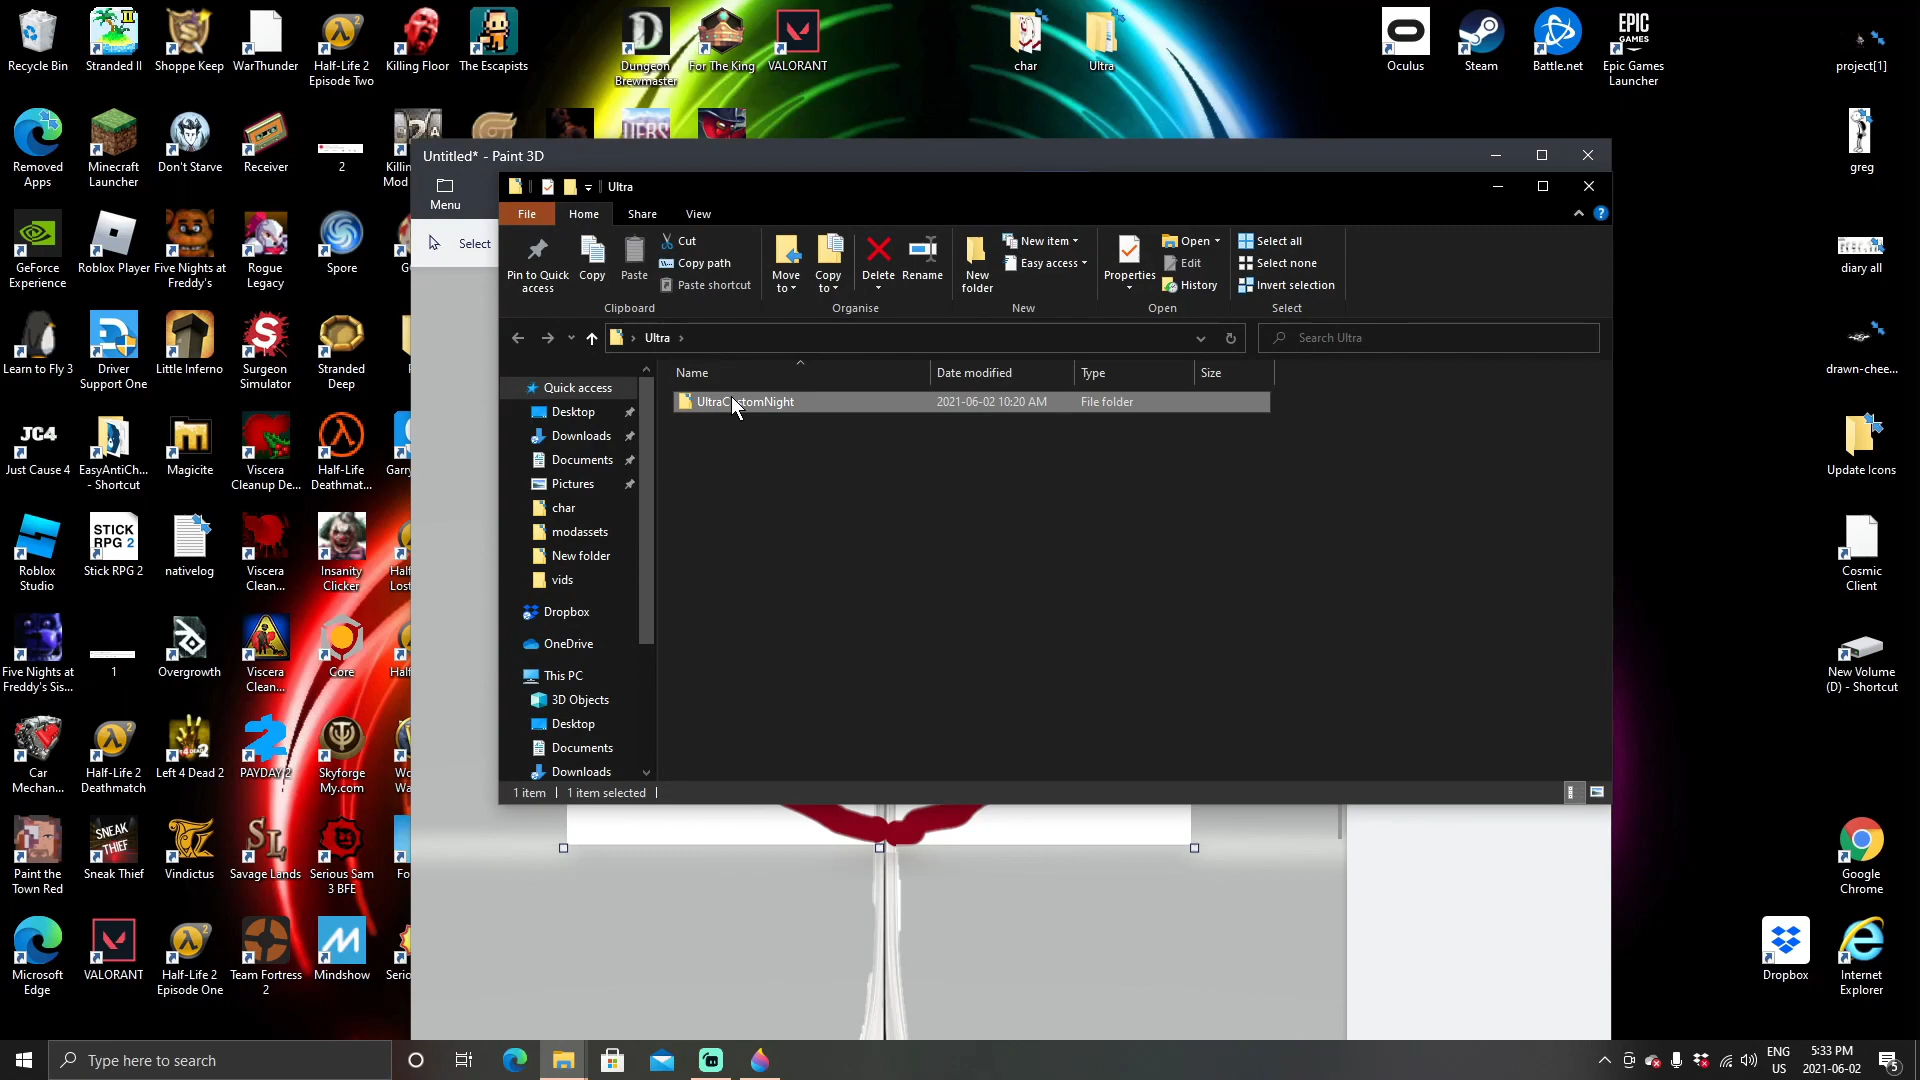 Recycle Bin
Stranded II
Shoppe Keep
WarThunder
Half-Life 2
Episode Two
Killing Floor
The Escapists
Dungeon
Brewmaster
For The King
VALORANT
char
Ultra
Oculus
Steam
Battle.net
EPIC
GAMES
Epic Games
Launcher
project[1]
Removed
Apps
Minecraft
Launcher
Don't Starve
Receiver
2
greg
Untitled* - Paint 3D
Menu
Select
Ultra
File
Home
Share
View
Pin to Quick
access
Copy
Paste
Cut
Copy path
Paste shortcut
Move
to
Copy
to
Delete
Rename
New
folder
New item
Easy access
Properties
Open
Edit
History
Select all
Select none
Invert selection
Clipboard
Organise
New
Open
Select
Ultra
Search Ultra
Name
Date modified
Type
Size
2021-06-02 10:20 AM
File folder
Quick access
Desktop
Downloads
Documents
Pictures
char
modassets
New folder
vids
Dropbox
OneDrive
This PC
3D Objects
Desktop
Documents
Downloads
1 item
1 item selected
GeForce
Experience
Roblox Player
Five Nights at
Freddy's
Rogue
Legacy
Spore
diary all
Learn to Fly 3
Driver
Support One
Little Inferno
Surgeon
Simulator
Stranded
Deep
drawn-chee...
JC4
Just Cause 4
EasyAntiCh...
- Shortcut
Magicite
Viscera
Cleanup De...
Half-Life
Deathmat...
Update Icons
Roblox
Studio
STICK
RPG 2
Stick RPG 2
nativelog
Viscera
Clean...
Insanity
Clicker
Cosmic
Client
Five Nights at
Freddy's Sis...
1
Overgrowth
Viscera
Clean...
Core
New Volume
(D) - Shortcut
Car
Mechan...
Half-Life 2
Deathmatch
Left 4 Dead 2
PAYDAY 2
Skyforge
My.com
Paint the
Town Red
SNEAK
THIEF
Sneak Thief
Vindictus
Savage Lands
Serious Sam
3 BFE
Google
Chrome
Microsoft
Edge
VALORANT
Half-Life 2
Episode One
Team Fortress
2
Mindshow
Dropbox
Internet
Explorer
Type here to search
ENG
US
5:33 PM
2021-06-02
5